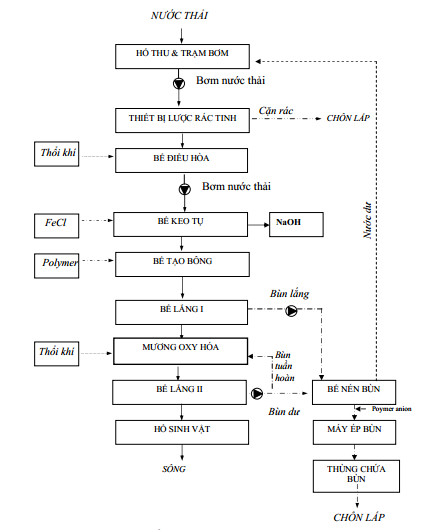 NƯỚC THẢI
HỐ THU & TRẠM BƠM
Bơm nước thải
THIẾT BỊ LƯỢC RÁC TINH
Cặn rác
CHÔN LẤP
Thổi khí
BỂ ĐIỀU HÒA
Bơm nước thải
Nước dư
FeCl
BỂ KEO TỤ
NaOH
Polymer
BỂ TẠO BÔNG
BỂ LẮNG I
Bùn lắng
Thổi khí
MƯƠNG OXY HÓA
Bùn
tuần
hoàn
BỂ LẮNG II
Bùn dư
BỂ NÉN BÙN
Poymer anion
HỒ SINH VẬT
MÁY ÉP BÙN
SÔNG
THÙNG CHỨA
BÙN
CHÔN LẤP